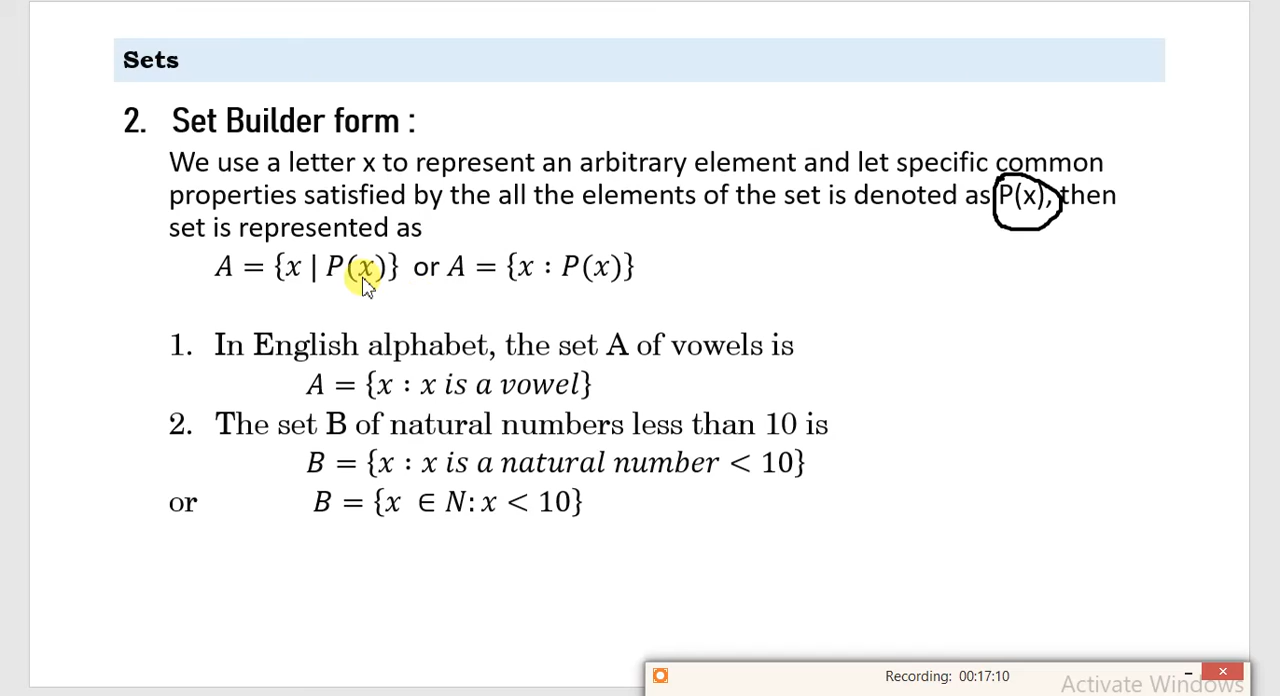 Sets
2. Set Builder form :
We use a letter x to represent an arbitrary element and let specific common
properties satisfied by the all the elements of the set is denoted as P(x), then
set is represented as
A = {x | P(x)} or A = {x : P(x)}
1. In English alphabet, the set A of vowels is
A = {x : x is a vowel}
2. The set B of natural numbers less than 10 is
B = {x : x is a natural number < 10}
or B = {x ∈ N: x < 10}
Recording: 00:17:10
Activate Windows